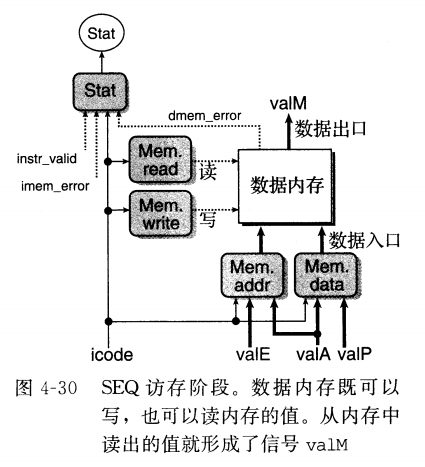 Stat
Stat
dmem_error
valM
数据出口
instr_valid
imem_error
Mem.
read
读
数据内存
Mem.
write
写
数据入口
Mem.
addr
Mem.
data
icode
valE
valA
valP
图 4-30 SEQ 访存阶段。数据内存既可以
写，也可以读内存的值。从内存中
读出的值就形成了信号 valM